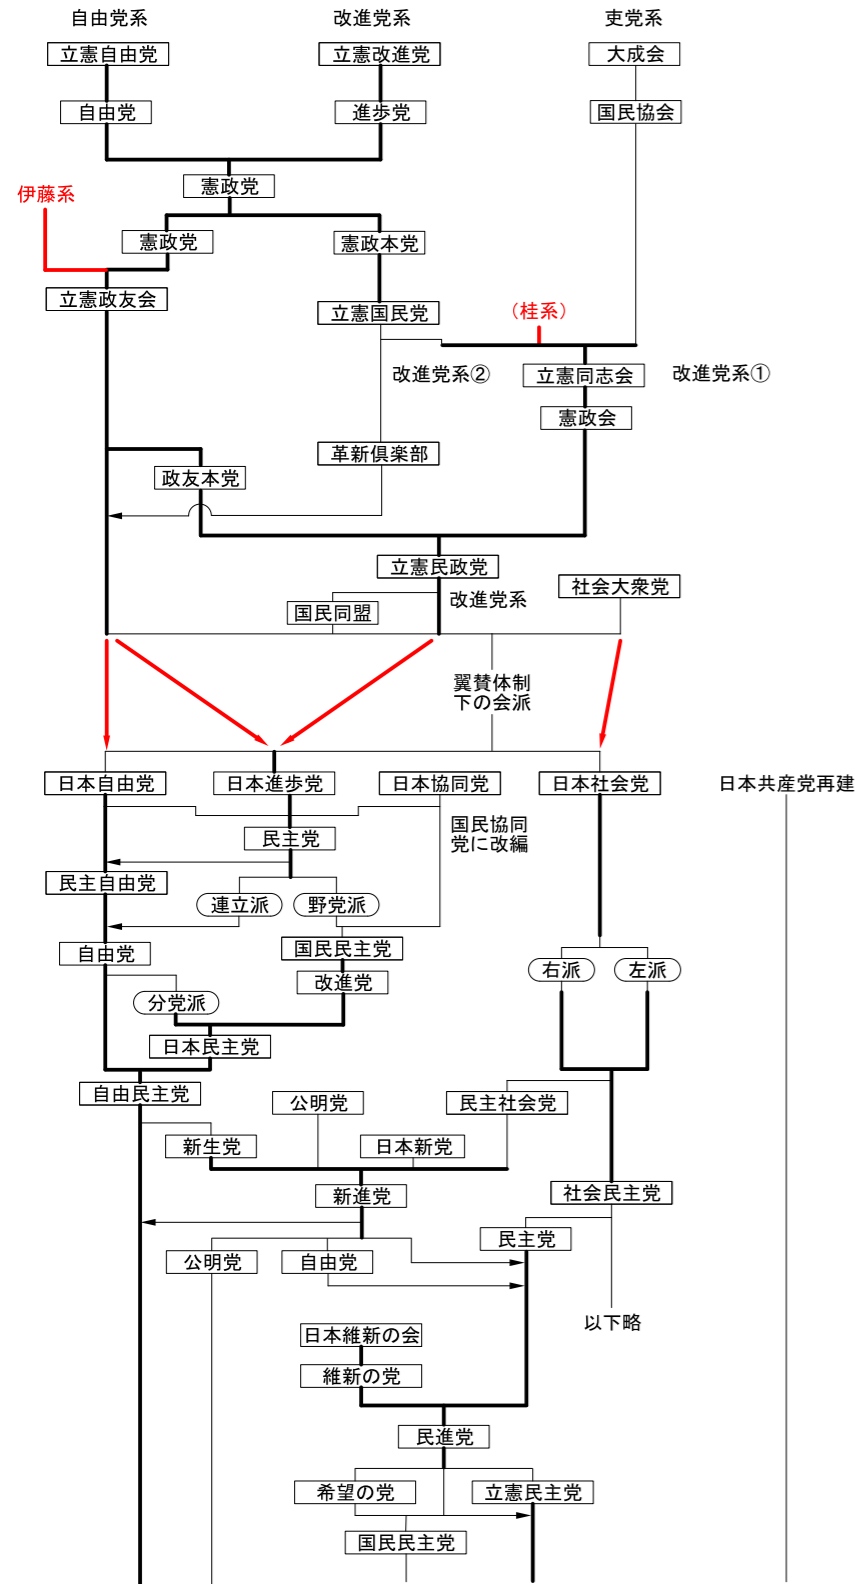 自由党系
改進党系
吏党系
立憲自由党
立憲改進党
大成会
自由党
進歩党
国民協会
憲政党
伊藤系
憲政党
憲政本党
立憲政友会
立憲国民党
（桂系）
改進党系②
立憲同志会
改進党系①
憲政会
革新倶楽部
政友本党
立憲民政党
社会大衆党
国民同盟
改進党系
翼賛体制
下の会派
日本自由党
日本進歩党
日本協同党
日本社会党
日本共産党再建
民主党
国民協同
党に改編
民主自由党
連立派
野党派
自由党
国民民主党
右派
左派
改進党
分党派
日本民主党
自由民主党
公明党
民主社会党
新生党
日本新党
新進党
社会民主党
民主党
公明党
自由党
以下略
日本維新の会
維新の党
民進党
希望の党
立憲民主党
国民民主党